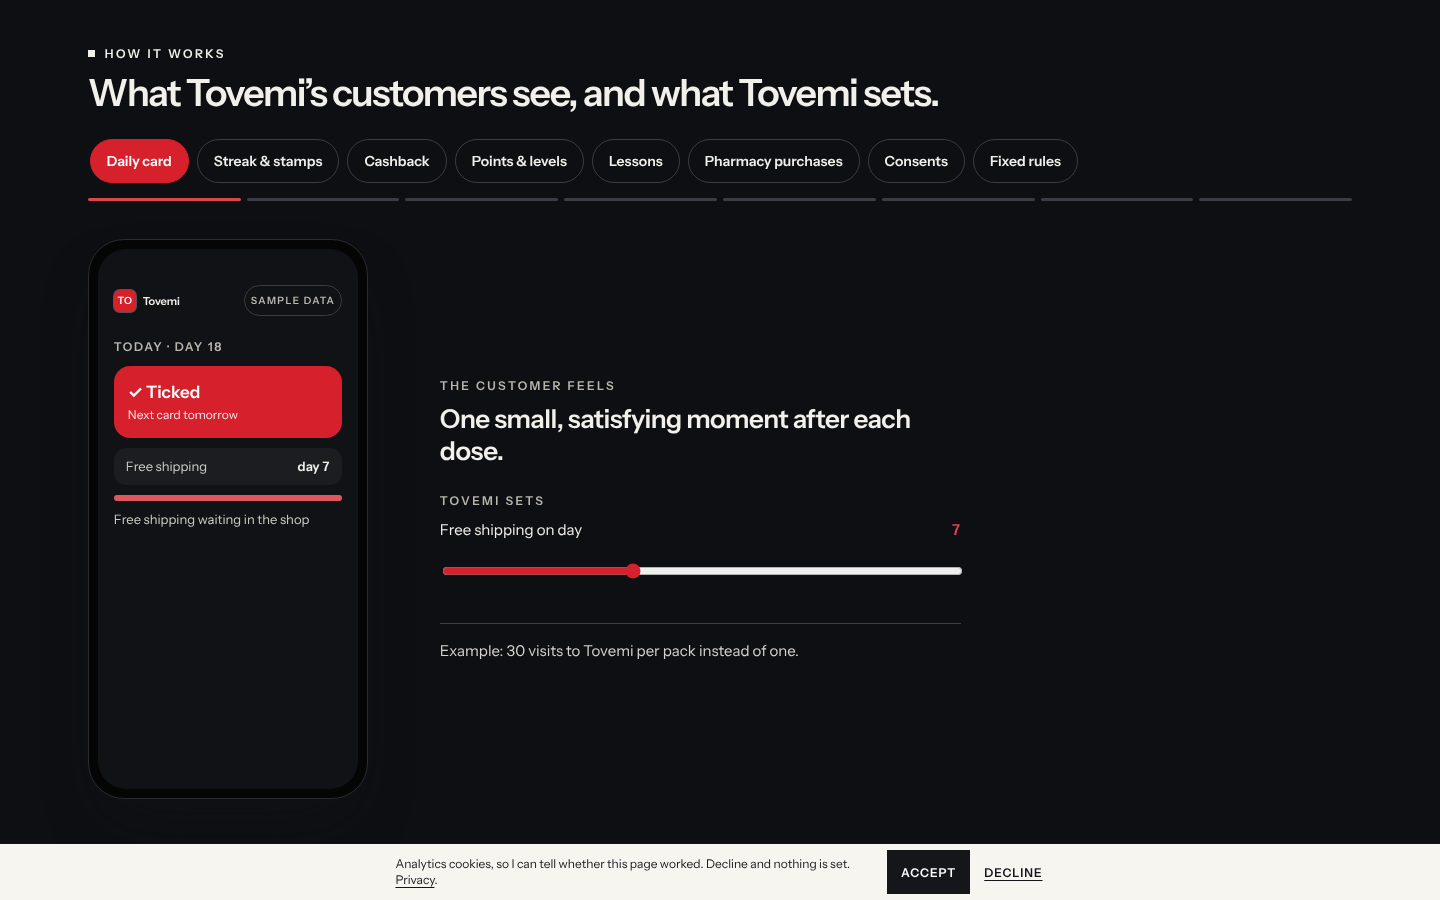 HOW IT WORKS
What Tovemi’s customers see, and what Tovemi sets.
Daily card
Streak & stamps
Cashback
Points & levels
Lessons
Pharmacy purchases
Consents
Fixed rules
TO
Tovemi
SAMPLE DATA
TODAY · DAY 18
✓ Ticked
Next card tomorrow
Free shipping
day 7
Free shipping waiting in the shop
THE CUSTOMER FEELS
One small, satisfying moment after each
dose.
TOVEMI SETS
Free shipping on day
7
Example: 30 visits to Tovemi per pack instead of one.
Analytics cookies, so I can tell whether this page worked. Decline and nothing is set.
Privacy.
ACCEPT
DECLINE